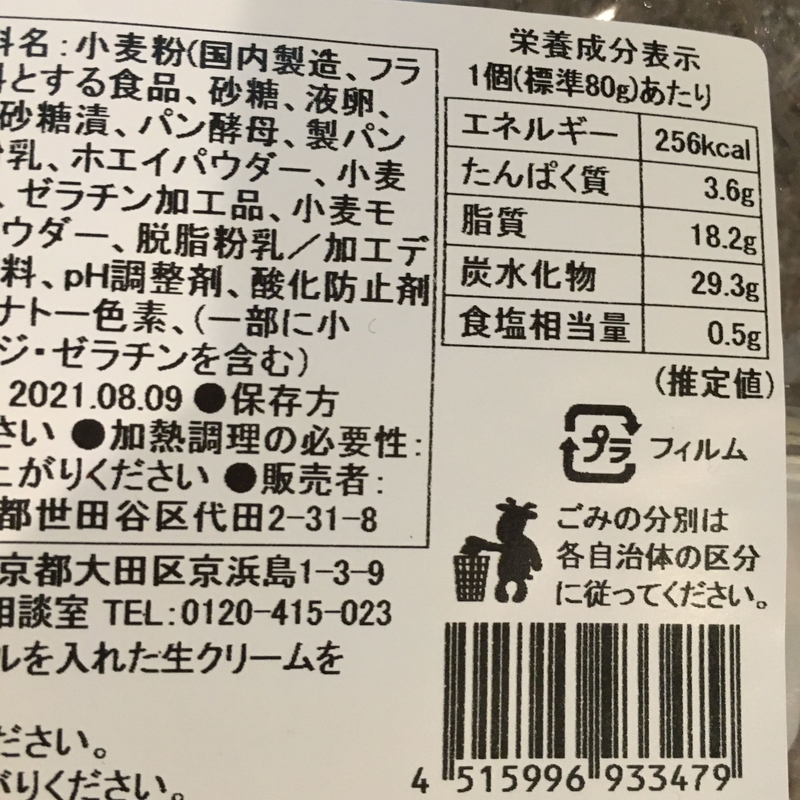 料名:小麦粉(国内製造、フラ
料とする食品、砂糖、液卵、
砂糖漬、パン酵母、製パン
乳、ホエイパウダー、小麦
、ゼラチン加工品、小麦モ
ウダー、脱脂粉乳/加工デ
料、pH調整剤、酸化防止剤
ナトー色素、(一部に小
ジ・ゼラチンを含む)
2021.08.09 ●保存方
さい ●加熱調理の必要性:
上がりください ●販売者:
都世田谷区代田2-31-8
京都大田区京浜島1-3-9
相談室 TEL:0120-415-023
ルを入れた生クリームを
ださい。
がりください。
栄養成分表示
1個(標準80g)あたり
エネルギー 256kcal
たんぱく質 3.6g
脂質 18.2g
炭水化物 29.3g
食塩相当量 0.5g
(推定値)
プラ フィルム
ごみの分別は
各自治体の区分
に従ってください。
4 515996 933479